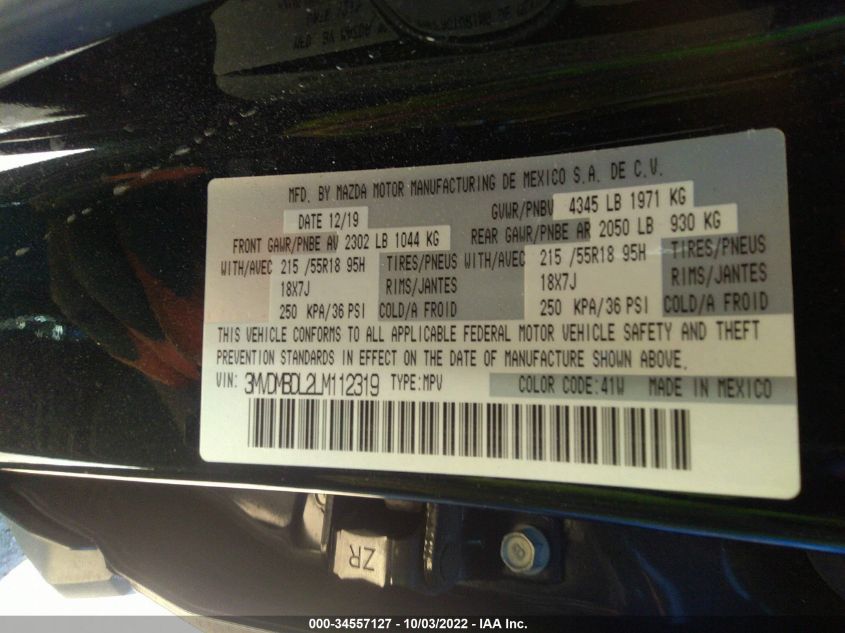 MFD. BY MAZDA MOTOR MANUFACTURING DE MEXICO S.A. DE C.V.
DATE 12/19 GVWR/PNBV 4345 LB 1971 KG
FRONT GAWR/PNBE AV 2302 LB 1044 KG REAR GAWR/PNBE AR 2050 LB 930 KG
WITH/AVEC 215 /55R18 95H TIRES/PNEUS WITH/AVEC 215 /55R18 95H TIRES/PNEUS
18X7J RIMS/JANTES 18X7J RIMS/JANTES
250 KPA/36 PSI COLD/A FROID 250 KPA/36 PSI COLD/A FROID
THIS VEHICLE CONFORMS TO ALL APPLICABLE FEDERAL MOTOR VEHICLE SAFETY AND THEFT
PREVENTION STANDARDS IN EFFECT ON THE DATE OF MANUFACTURE SHOWN ABOVE.
VIN: 3MVDMBDL2LM112319 TYPE:MPV COLOR CODE:41W MADE IN MEXICO
ZR
8
000-34557127 - 10/03/2022 - IAA Inc.